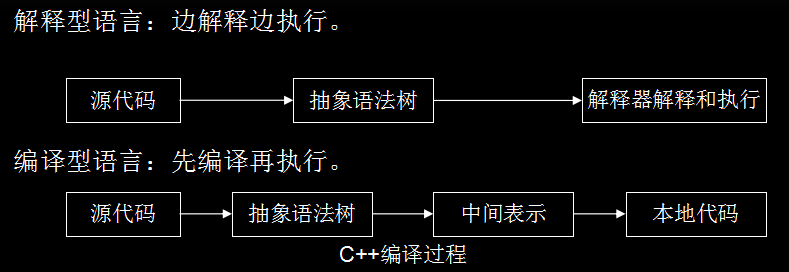 解释型语言：边解释边执行。
源代码
抽象语法树
解释器解释和执行
编译型语言：先编译再执行。
源代码
抽象语法树
中间表示
本地代码
C++编译过程